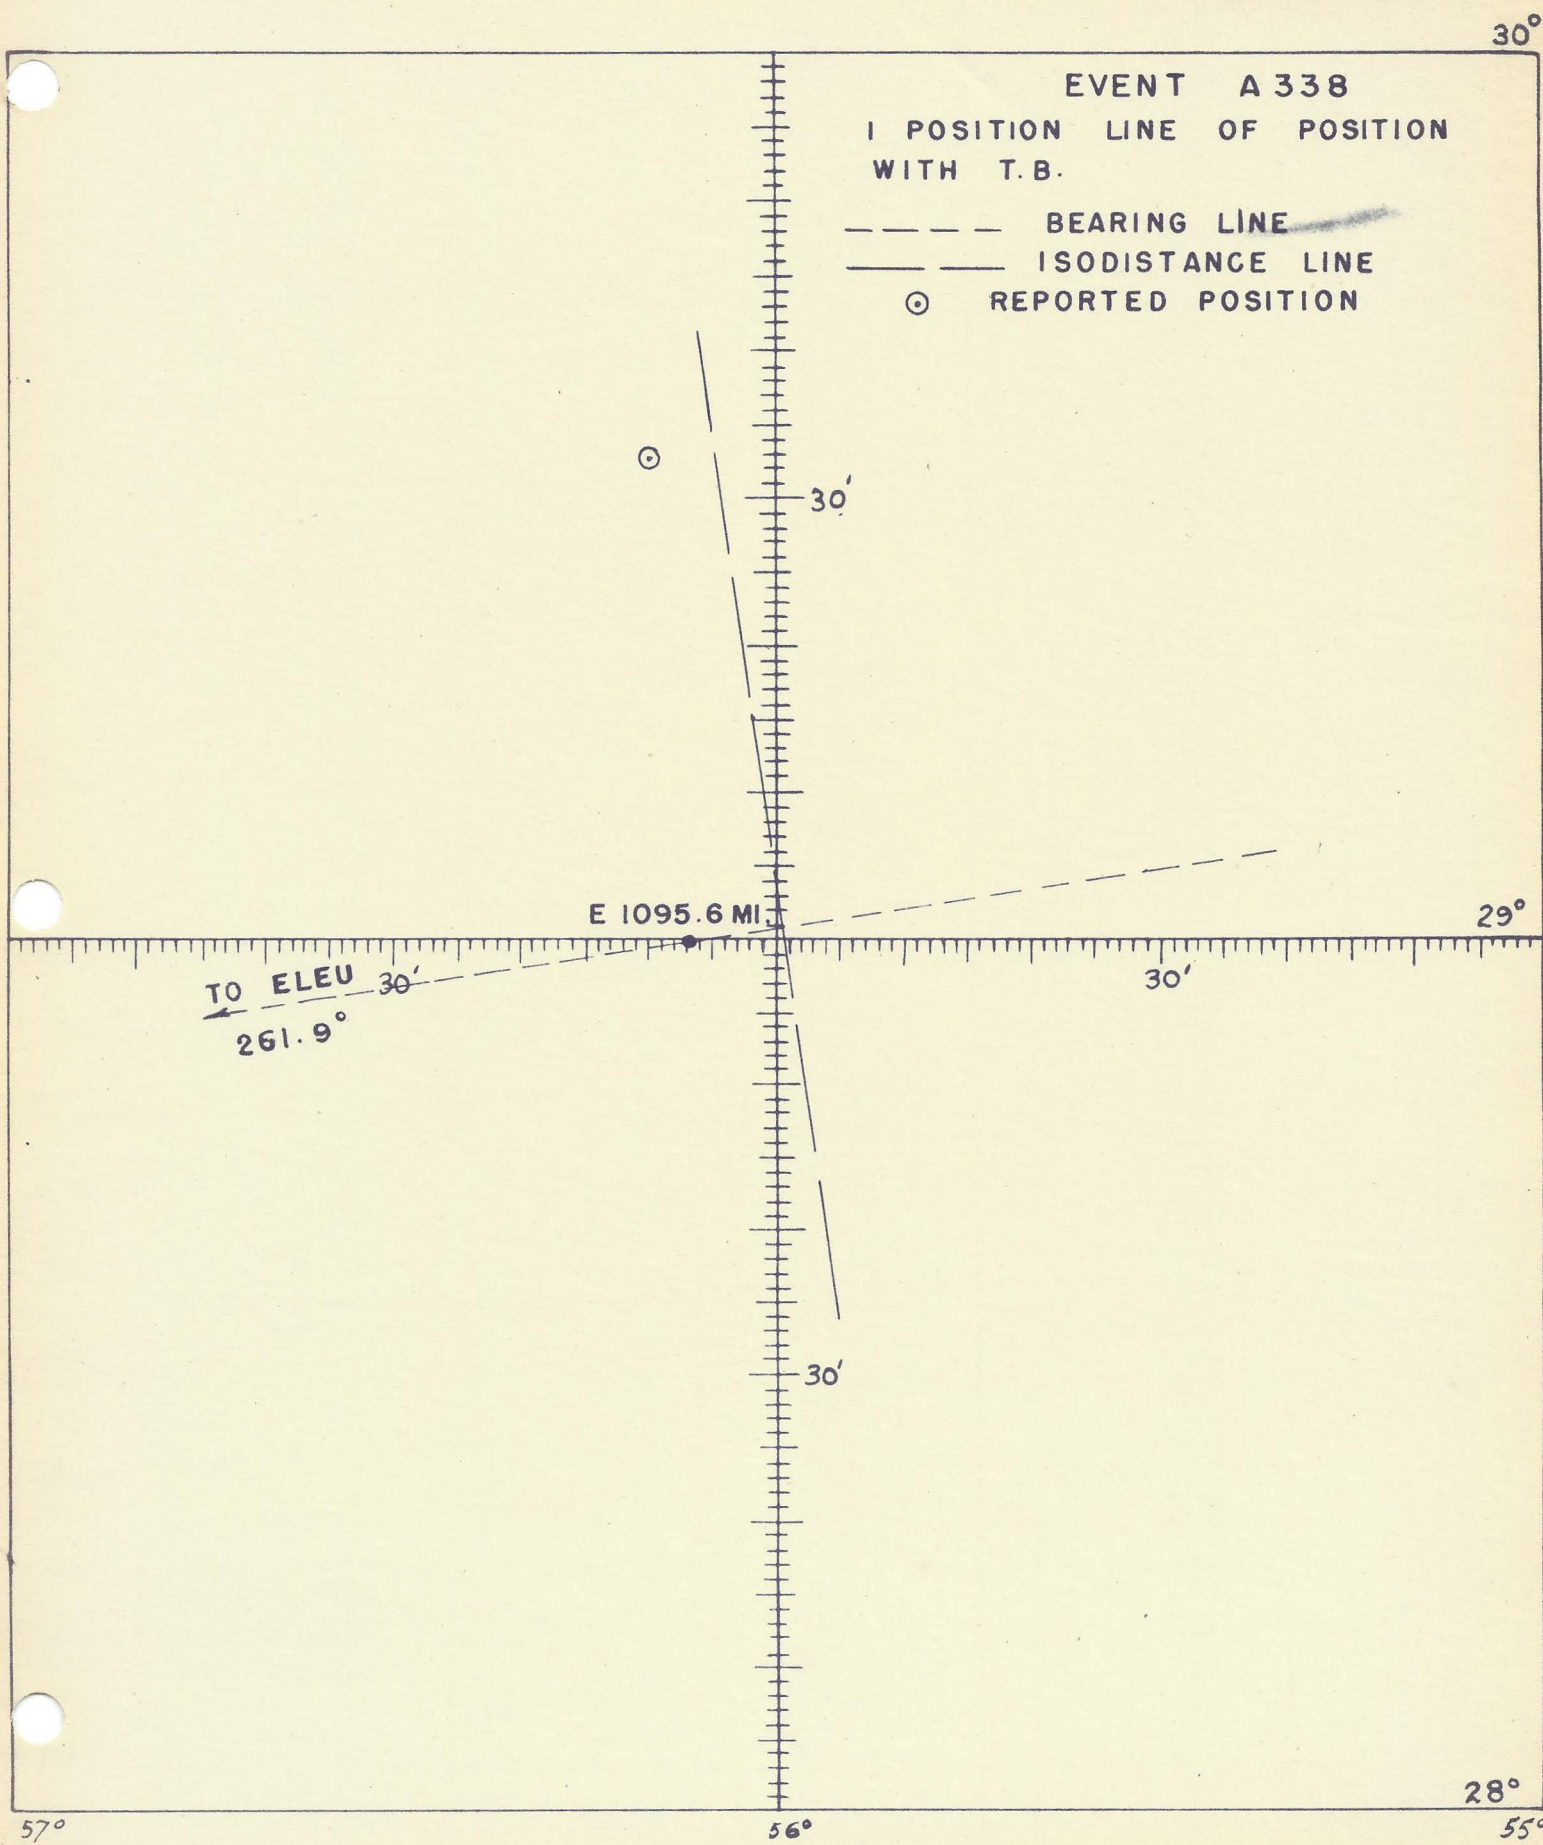 30°
EVENT A 338
1 POSITION LINE OF POSITION
WITH T.B.
BEARING LINE
ISODISTANCE LINE
REPORTED POSITION
30'
E 1095.6 MI.
29°
TO ELEU
30'
30'
261.9°
30'
28°
57°
56°
55°